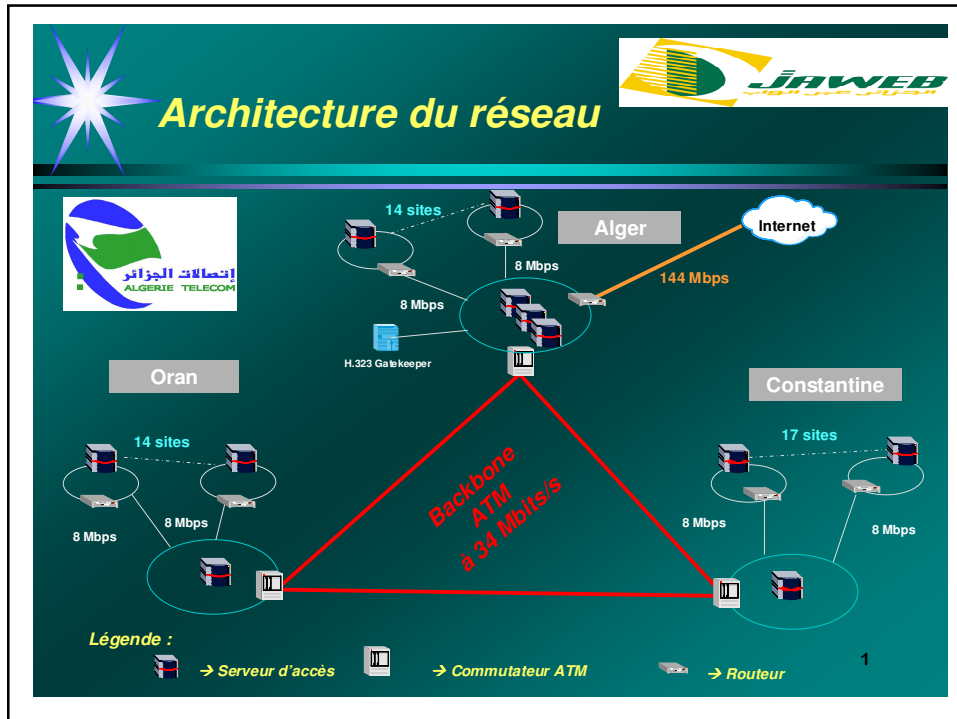 Architecture du réseau
DJAWEB
إتصالات الجزائر
ALGERIE TELECOM
14 sites
Alger
Internet
8 Mbps
144 Mbps
8 Mbps
H.323 Gatekeeper
Oran
Constantine
14 sites
17 sites
Backbone
ATM
à 34 Mbits/s
8 Mbps
8 Mbps
8 Mbps
8 Mbps
Légende :
→ Serveur d'accès
→ Commutateur ATM
→ Routeur
1